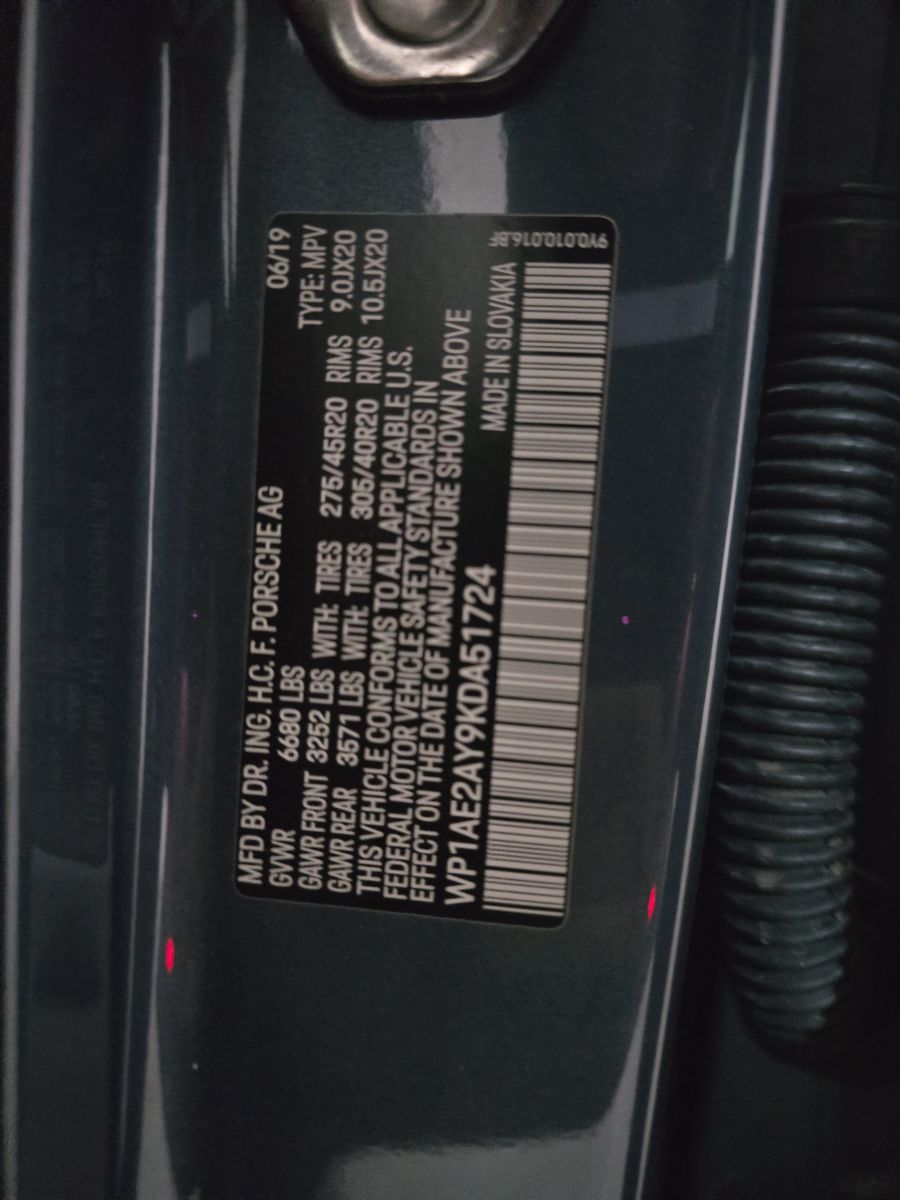 MFD BY DR. ING. H.C. F. PORSCHE AG 06/19
GVWR 6680 LBS TYPE: MPV
GAWR FRONT 3252 LBS WITH: TIRES 275/45R20 RIMS 9.0JX20
GAWR REAR 3571 LBS WITH: TIRES 305/40R20 RIMS 10.5JX20
THIS VEHICLE CONFORMS TO ALL APPLICABLE U.S.
FEDERAL MOTOR VEHICLE SAFETY STANDARDS IN
EFFECT ON THE DATE OF MANUFACTURE SHOWN ABOVE
WP1AE2AY9KDA51724 MADE IN SLOVAKIA
9Y0.010.016.BF